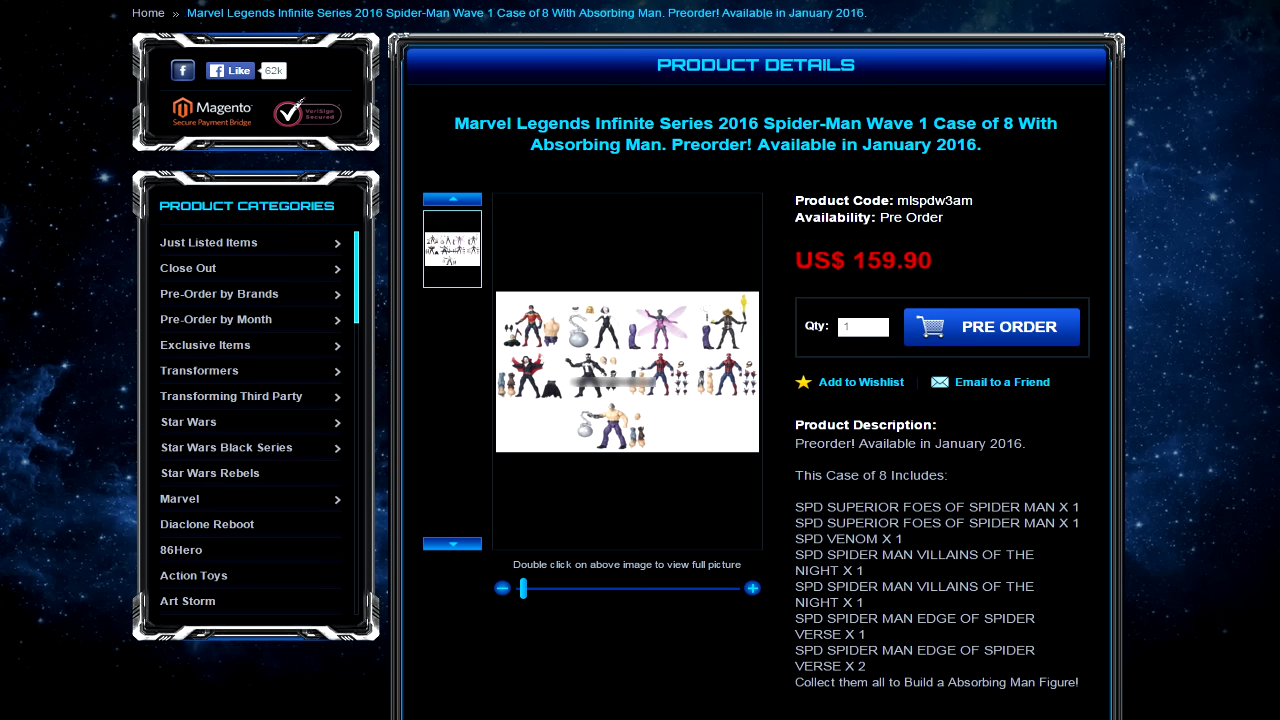 Home » Marvel Legends Infinite Series 2016 Spider-Man Wave 1 Case of 8 With Absorbing Man. Preorder! Available in January 2016.
f Like 62k
Magento
Secure Payment Bridge
VeriSign
Secured
PRODUCT CATEGORIES
Just Listed Items
Close Out
Pre-Order by Brands
Pre-Order by Month
Exclusive Items
Transformers
Transforming Third Party
Star Wars
Star Wars Black Series
Star Wars Rebels
Marvel
Diaclone Reboot
86Hero
Action Toys
Art Storm
PRODUCT DETAILS
Marvel Legends Infinite Series 2016 Spider-Man Wave 1 Case of 8 With
Absorbing Man. Preorder! Available in January 2016.
Double click on above image to view full picture
Product Code: mlspdw3am
Availability: Pre Order
US$ 159.90
Qty: 1 PRE ORDER
Add to Wishlist Email to a Friend
Product Description:
Preorder! Available in January 2016.
This Case of 8 Includes:
SPD SUPERIOR FOES OF SPIDER MAN X 1
SPD SUPERIOR FOES OF SPIDER MAN X 1
SPD VENOM X 1
SPD SPIDER MAN VILLAINS OF THE
NIGHT X 1
SPD SPIDER MAN VILLAINS OF THE
NIGHT X 1
SPD SPIDER MAN EDGE OF SPIDER
VERSE X 1
SPD SPIDER MAN EDGE OF SPIDER
VERSE X 2
Collect them all to Build a Absorbing Man Figure!